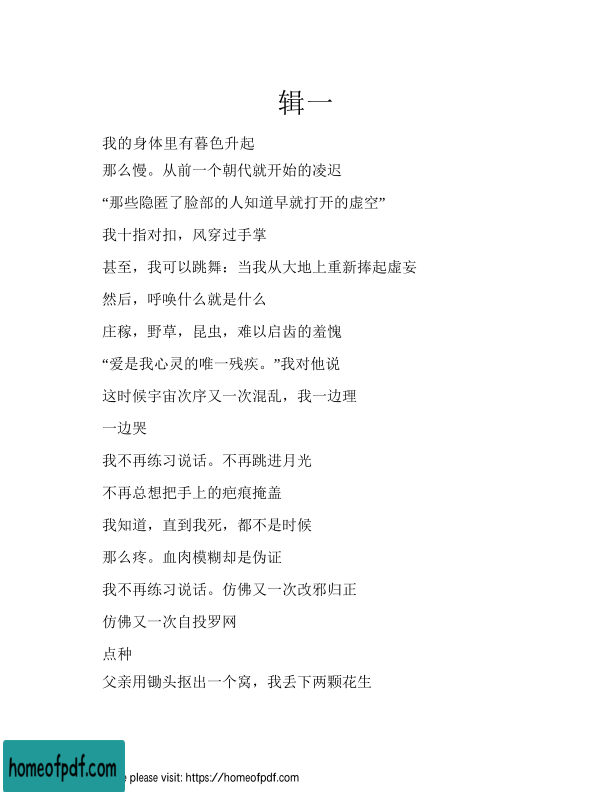 辑一
我的身体里有暮色升起
那么慢。从前一个朝代就开始的凌迟
“那些隐匿了脸部的人知道早就打开的虚空”
我十指对扣，风穿过手掌
甚至，我可以跳舞：当我从大地上重新捧起虚妄
然后，呼唤什么就是什么
庄稼，野草，昆虫，难以启齿的羞愧
“爱是我心灵的唯一残疾。”我对他说
这时候宇宙次序又一次混乱，我一边理
一边哭
我不再练习说话。不再跳进月光
不再总想把手上的疤痕掩盖
我知道，直到我死，都不是时候
那么疼。血肉模糊却是伪证
我不再练习说话。仿佛又一次改邪归正
仿佛又一次自投罗网
点种
父亲用锄头抠出一个窝，我丢下两颗花生
homeofpdf.com
please visit: https://homeofpdf.com